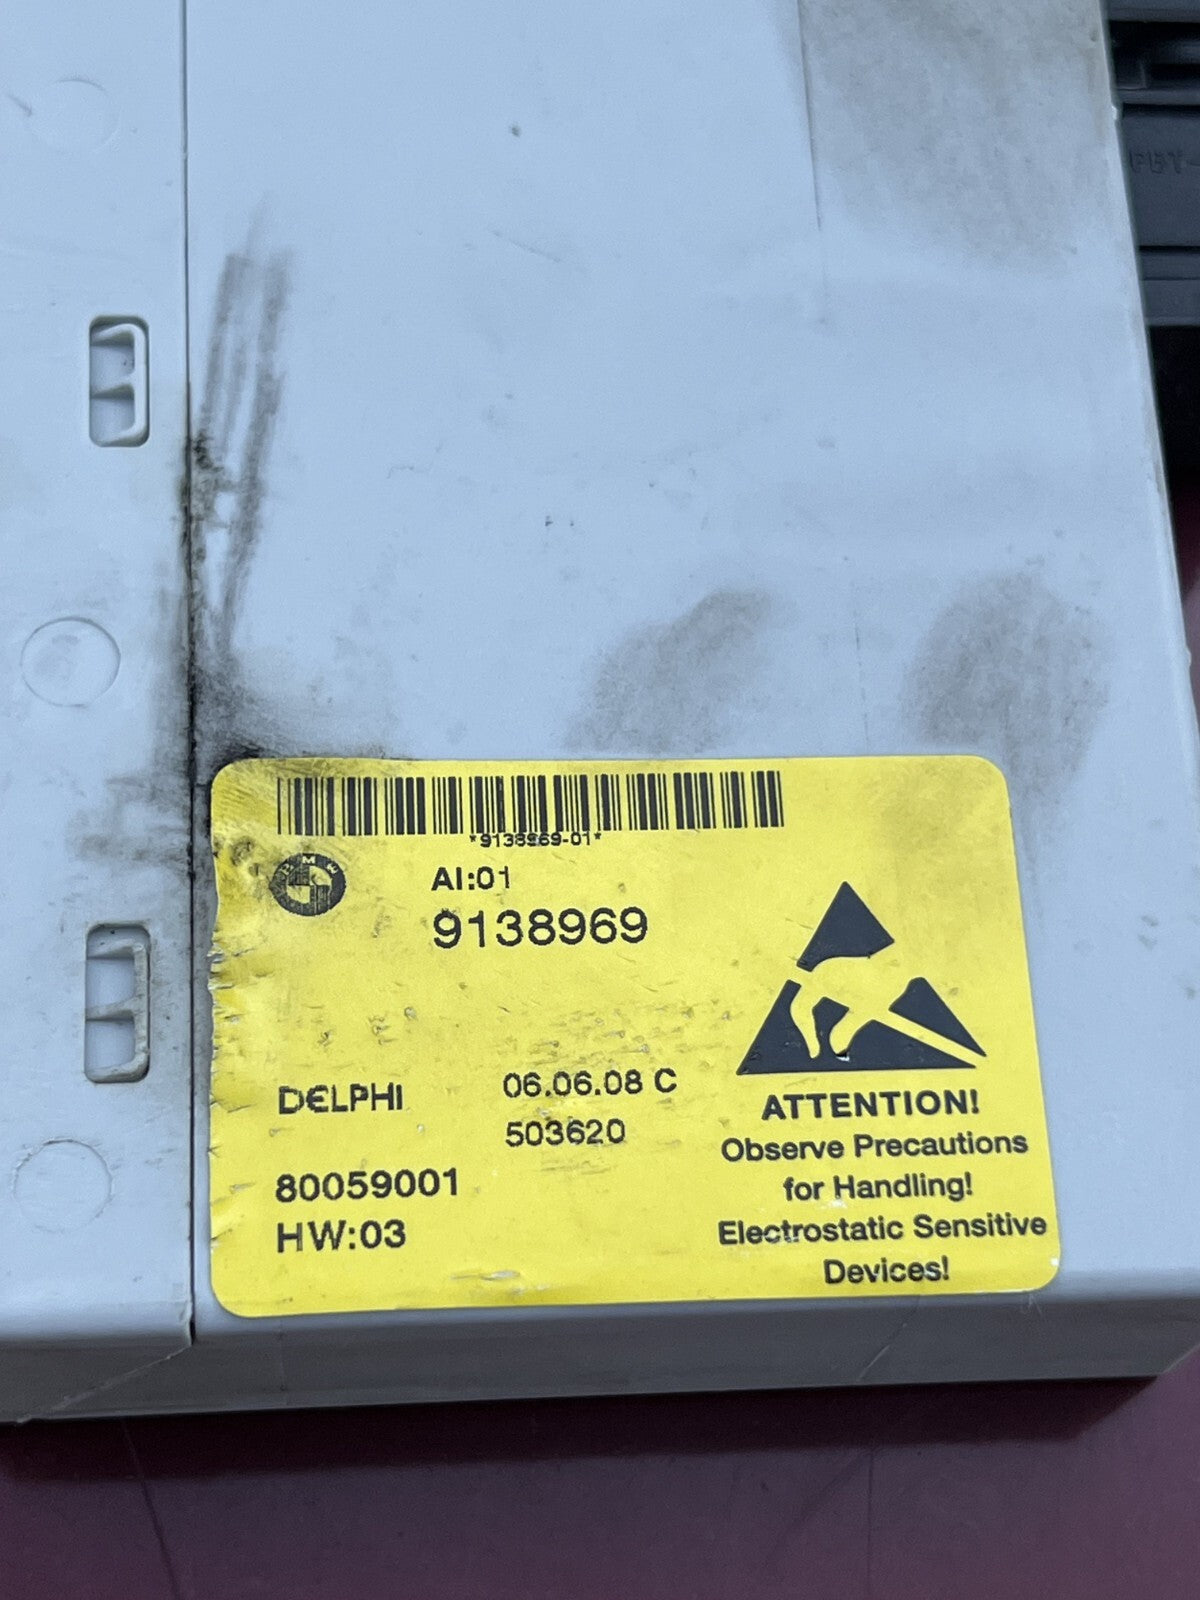 *9138969-01*
BMW
AI:01
9138969
DELPHI
06.06.08 C
503620
80059001
HW:03
ATTENTION!
Observe Precautions
for Handling!
Electrostatic Sensitive
Devices!